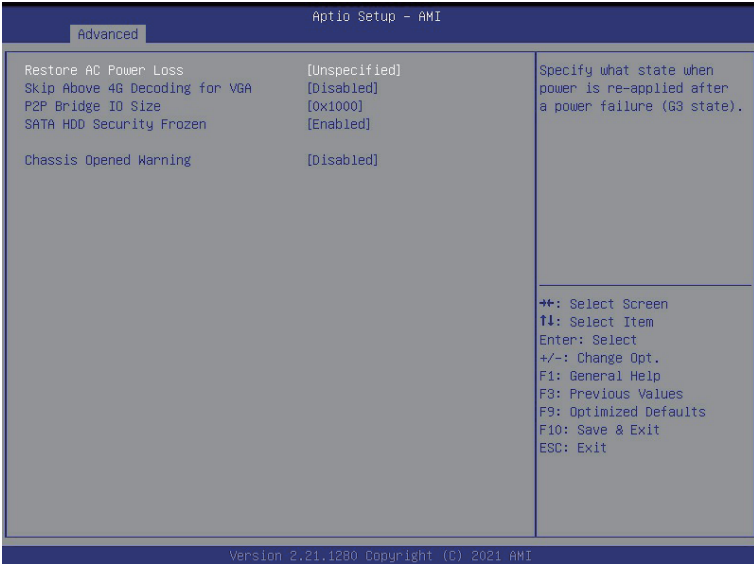 Aptio Setup – AMI
Advanced
Restore AC Power Loss [Unspecified]
Skip Above 4G Decoding for VGA [Disabled]
P2P Bridge IO Size [0x1000]
SATA HDD Security Frozen [Enabled]
Chassis Opened Warning [Disabled]
Specify what state when
power is re-applied after
a power failure (G3 state).
→←: Select Screen
↑↓: Select Item
Enter: Select
+/-: Change Opt.
F1: General Help
F3: Previous Values
F9: Optimized Defaults
F10: Save & Exit
ESC: Exit
Version 2.21.1280 Copyright (C) 2021 AMI